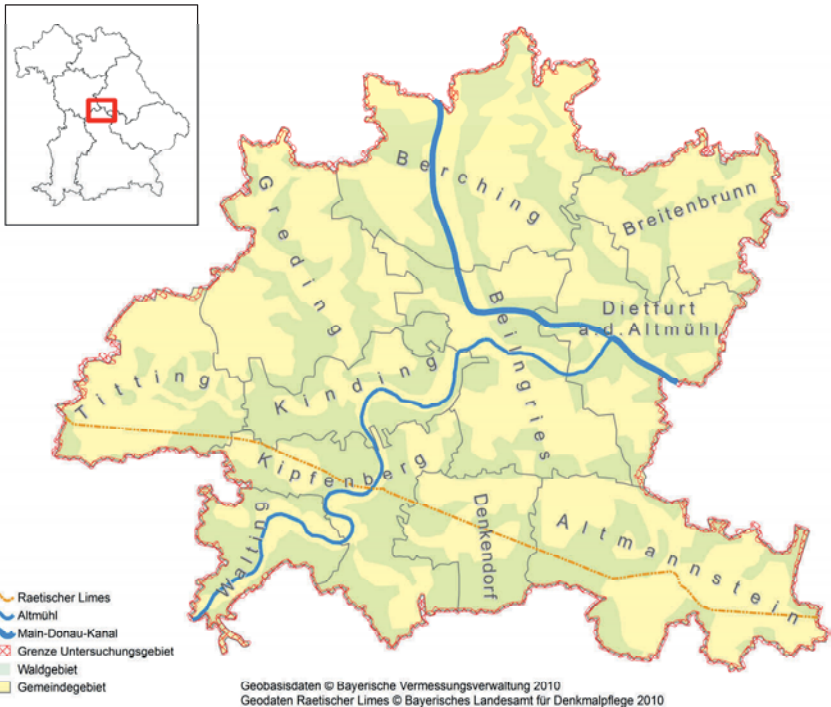 Berching
Breitenbrunn
Greding
Beilngries
Dietfurt
a.d.Altmühl
Titting
Kinding
Kipfenberg
Denkendorf
Altmannstein
Walting
Raetischer Limes
Altmühl
Main-Donau-Kanal
Grenze Untersuchungsgebiet
Waldgebiet
Gemeindegebiet
Geobasisdaten © Bayerische Vermessungsverwaltung 2010
Geodaten Raetischer Limes © Bayerisches Landesamt für Denkmalpflege 2010